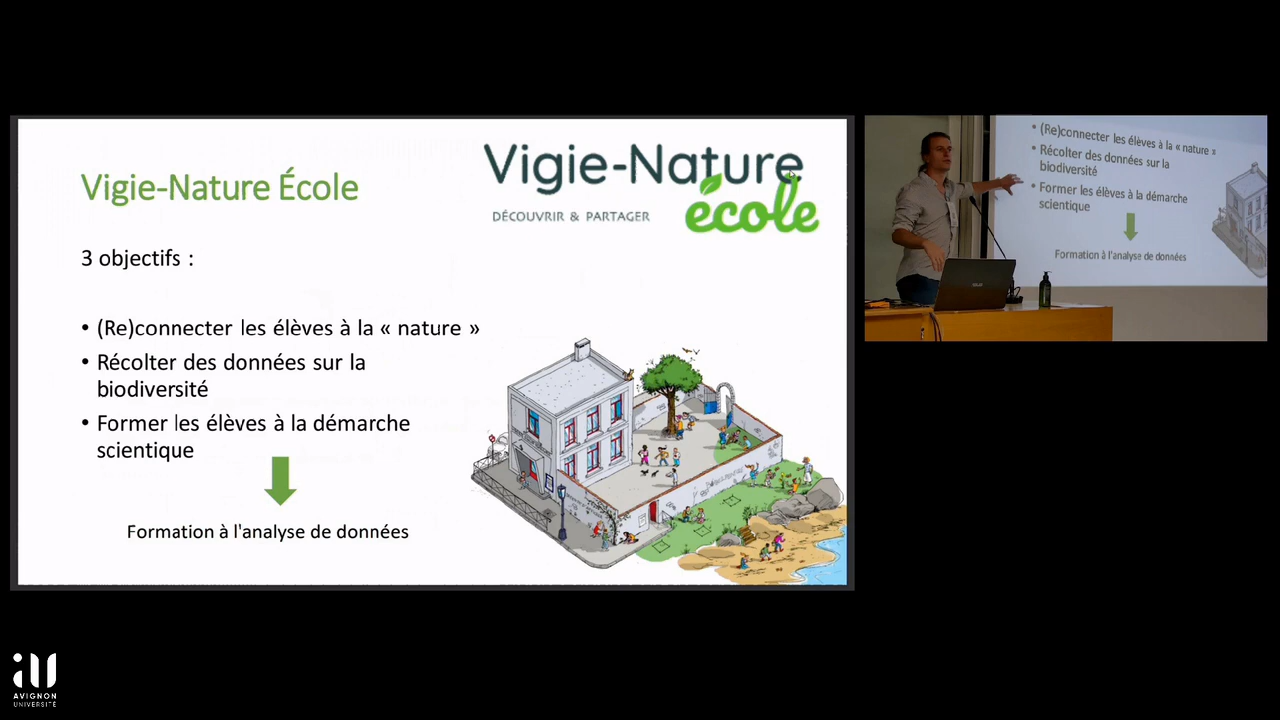 Vigie-Nature École
Vigie-Nature
école
DÉCOUVRIR & PARTAGER
3 objectifs :
• (Re)connecter les élèves à la « nature »
• Récolter des données sur la
biodiversité
• Former les élèves à la démarche
scientique
Formation à l'analyse de données
• (Re)connecter les élèves à la « nature »
• Récolter des données sur la
biodiversité
• Former les élèves à la démarche
scientique
Formation à l'analyse de données
AVIGNON
UNIVERSITÉ